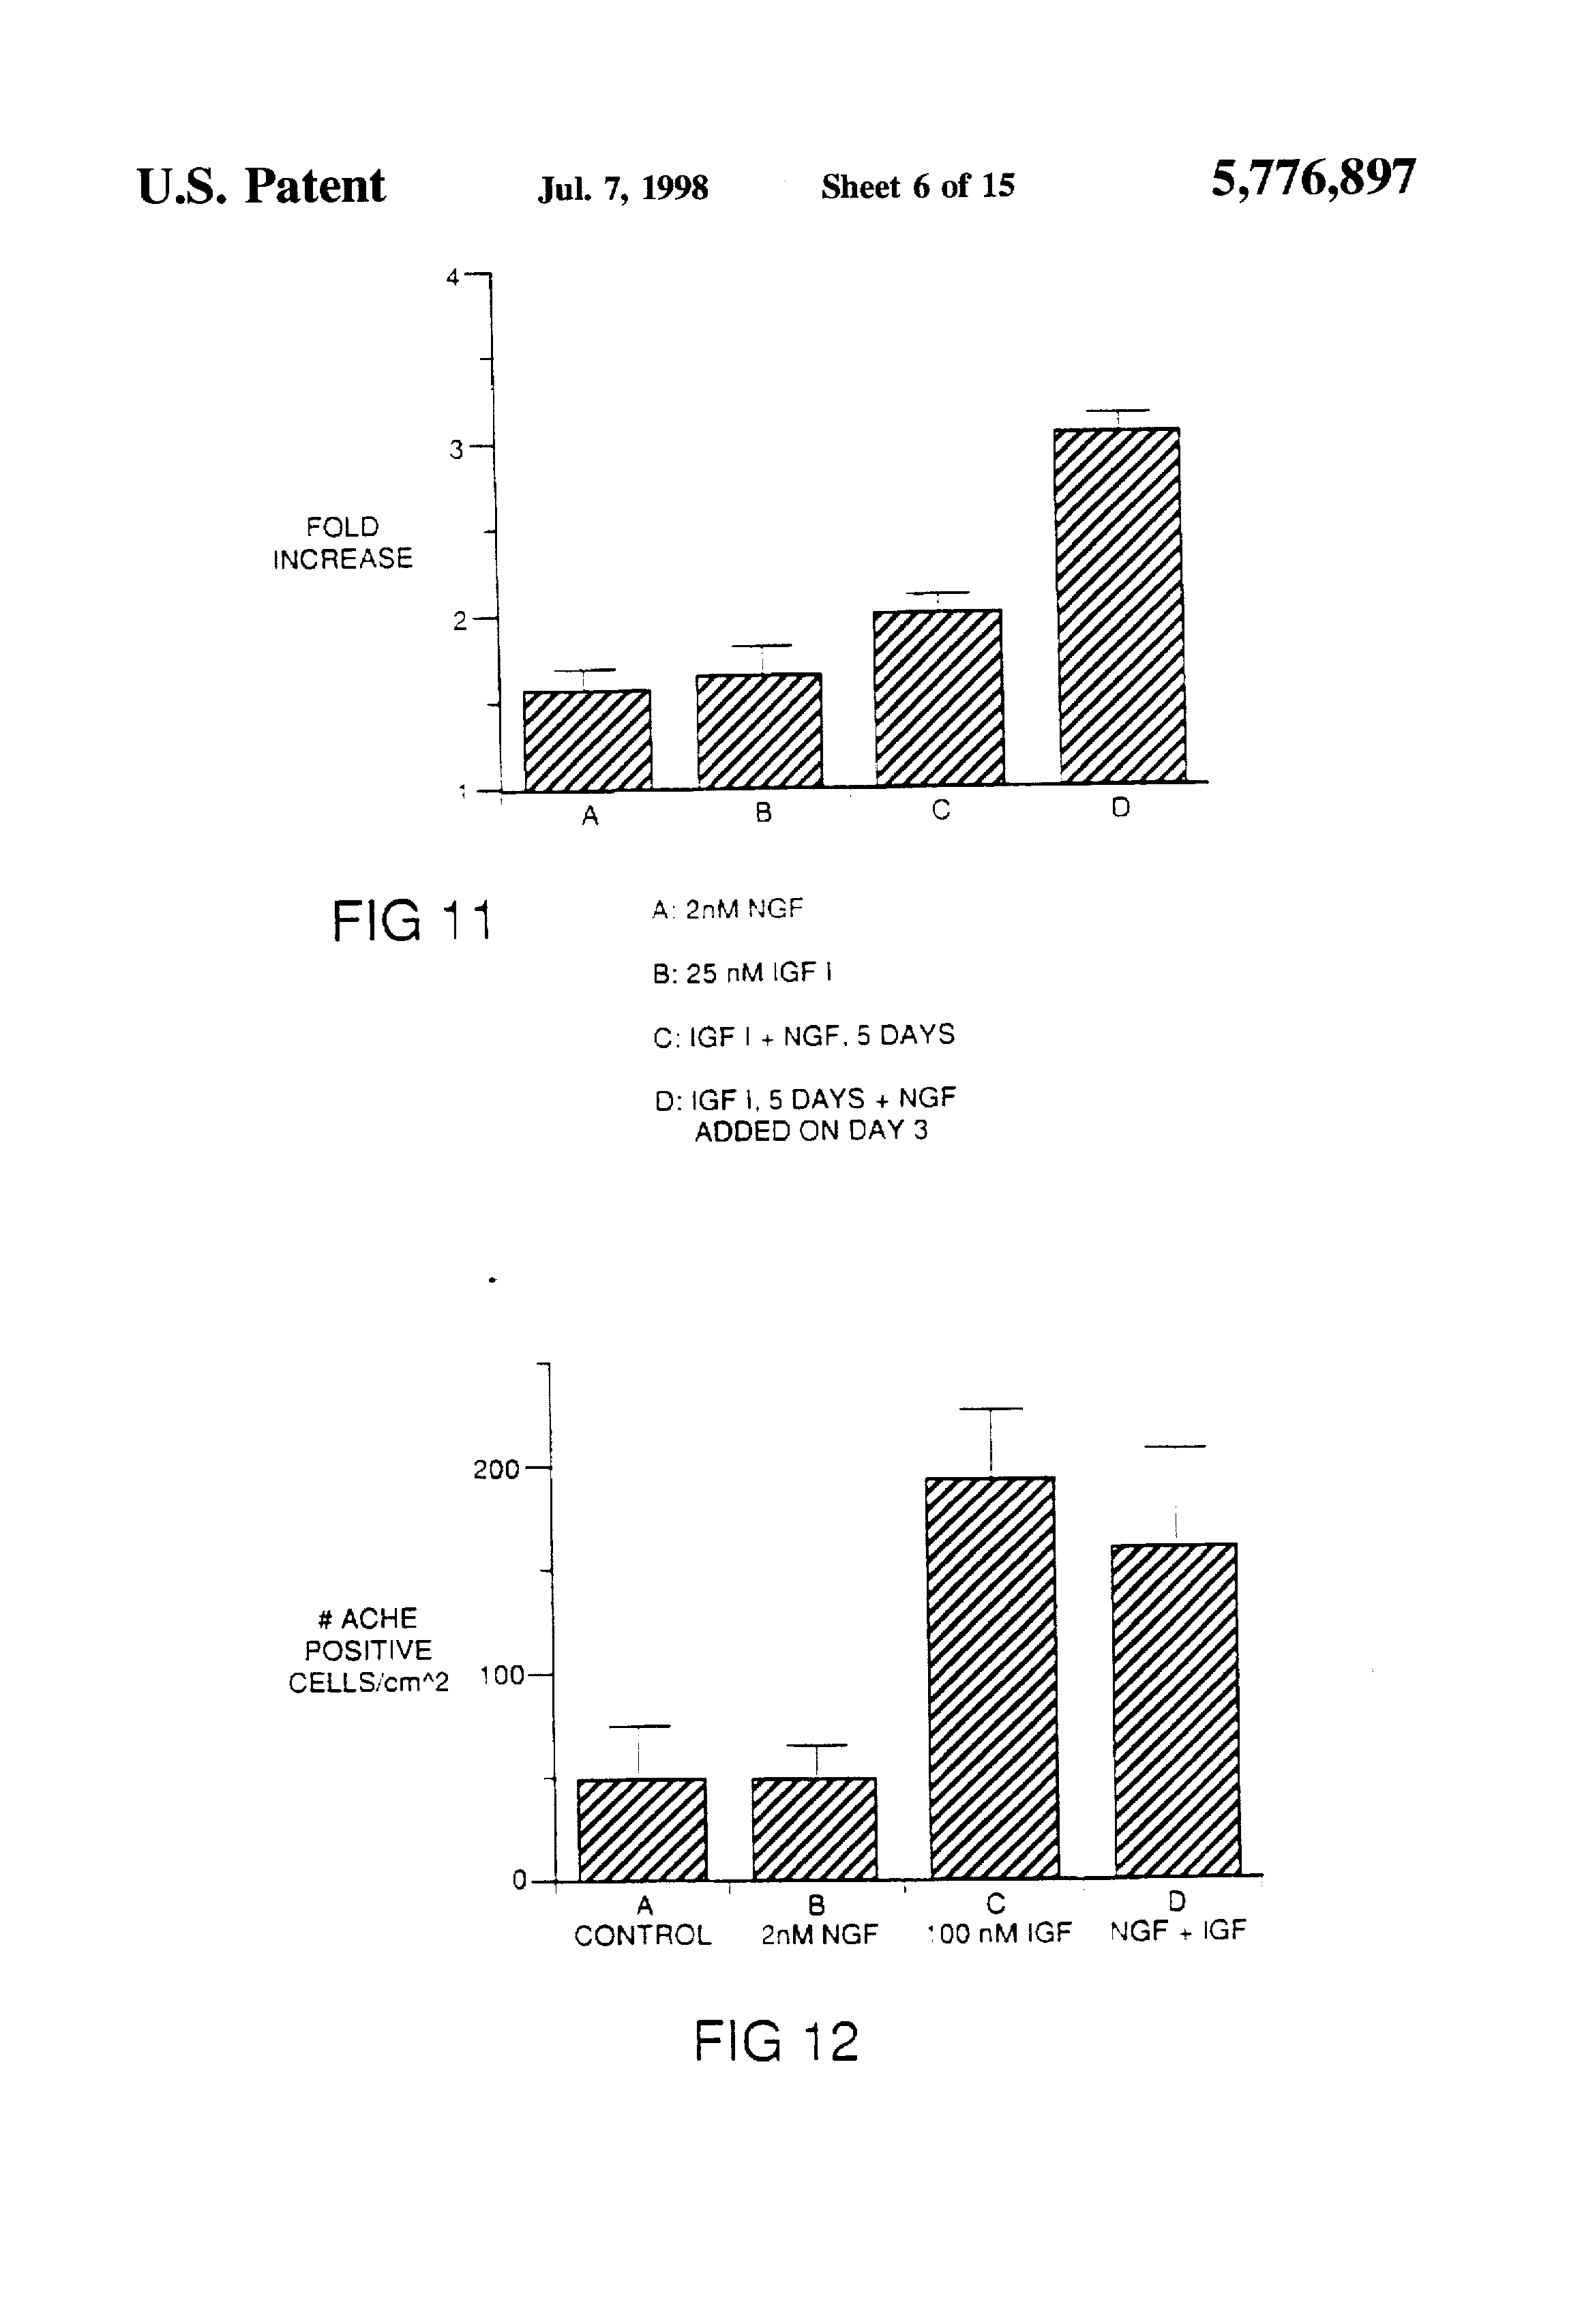 U.S. Patent Jul. 7, 1998 Sheet 6 of 15 5,776,897
4
3
FOLD
INCREASE
2
1
A B C D
FIG 11
A: 2nM NGF
B: 25 nM IGF I
C: IGF I + NGF, 5 DAYS
D: IGF I, 5 DAYS + NGF
ADDED ON DAY 3
200
# ACHE
POSITIVE
CELLS/cm^2
100
0
A B C D
CONTROL 2nM NGF 100 nM IGF NGF + IGF
FIG 12